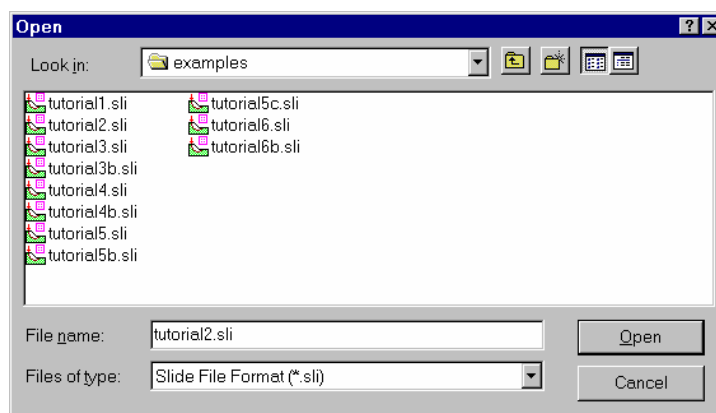 Open
Look in: examples
tutorial1.sli
tutorial2.sli
tutorial3.sli
tutorial3b.sli
tutorial4.sli
tutorial4b.sli
tutorial5.sli
tutorial5b.sli
tutorial5c.sli
tutorial6.sli
tutorial6b.sli
File name: tutorial2.sli Open
Files of type: Slide File Format (*.sli) Cancel